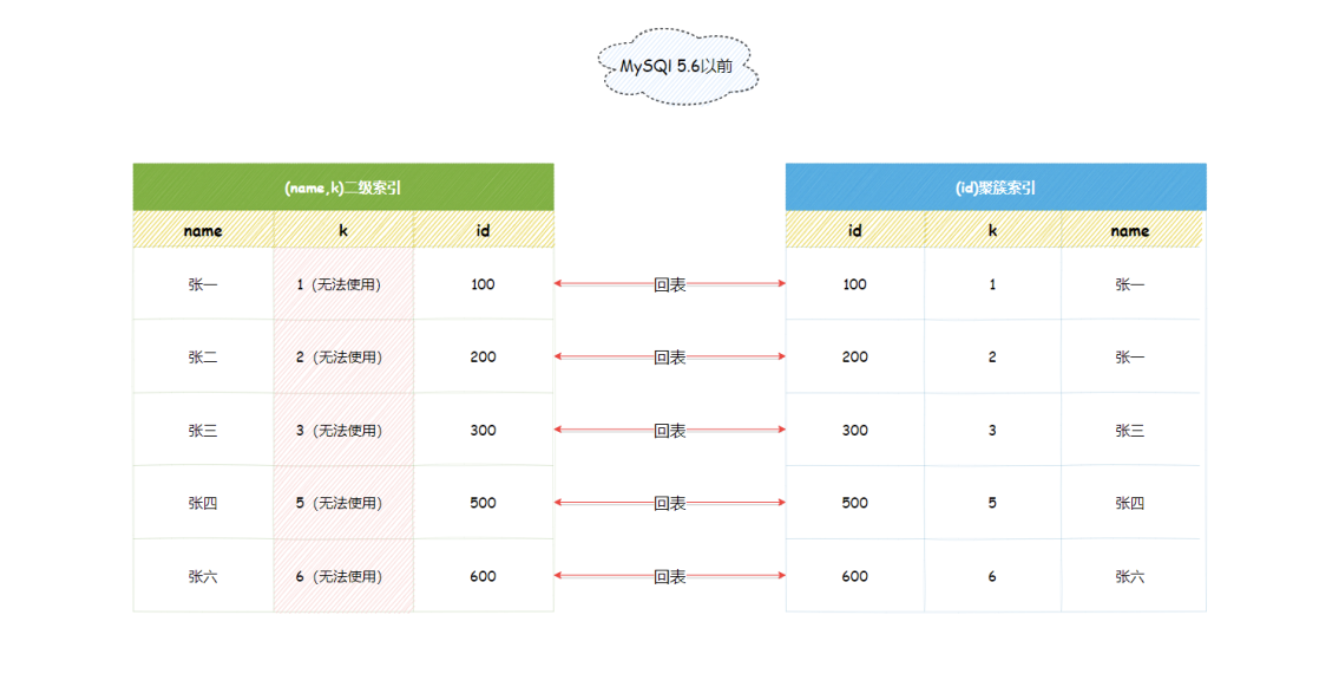 MySQl 5.6以前
(name,k)二级索引
(id)聚簇索引
name k id
id k name
张一 1 (无法使用) 100 回表 100 1 张一
张二 2 (无法使用) 200 回表 200 2 张一
张三 3 (无法使用) 300 回表 300 3 张三
张四 5 (无法使用) 500 回表 500 5 张四
张六 6 (无法使用) 600 回表 600 6 张六